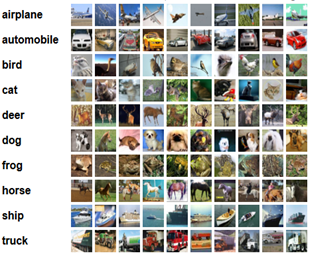 airplane
automobile
bird
cat
deer
dog
frog
horse
ship
truck